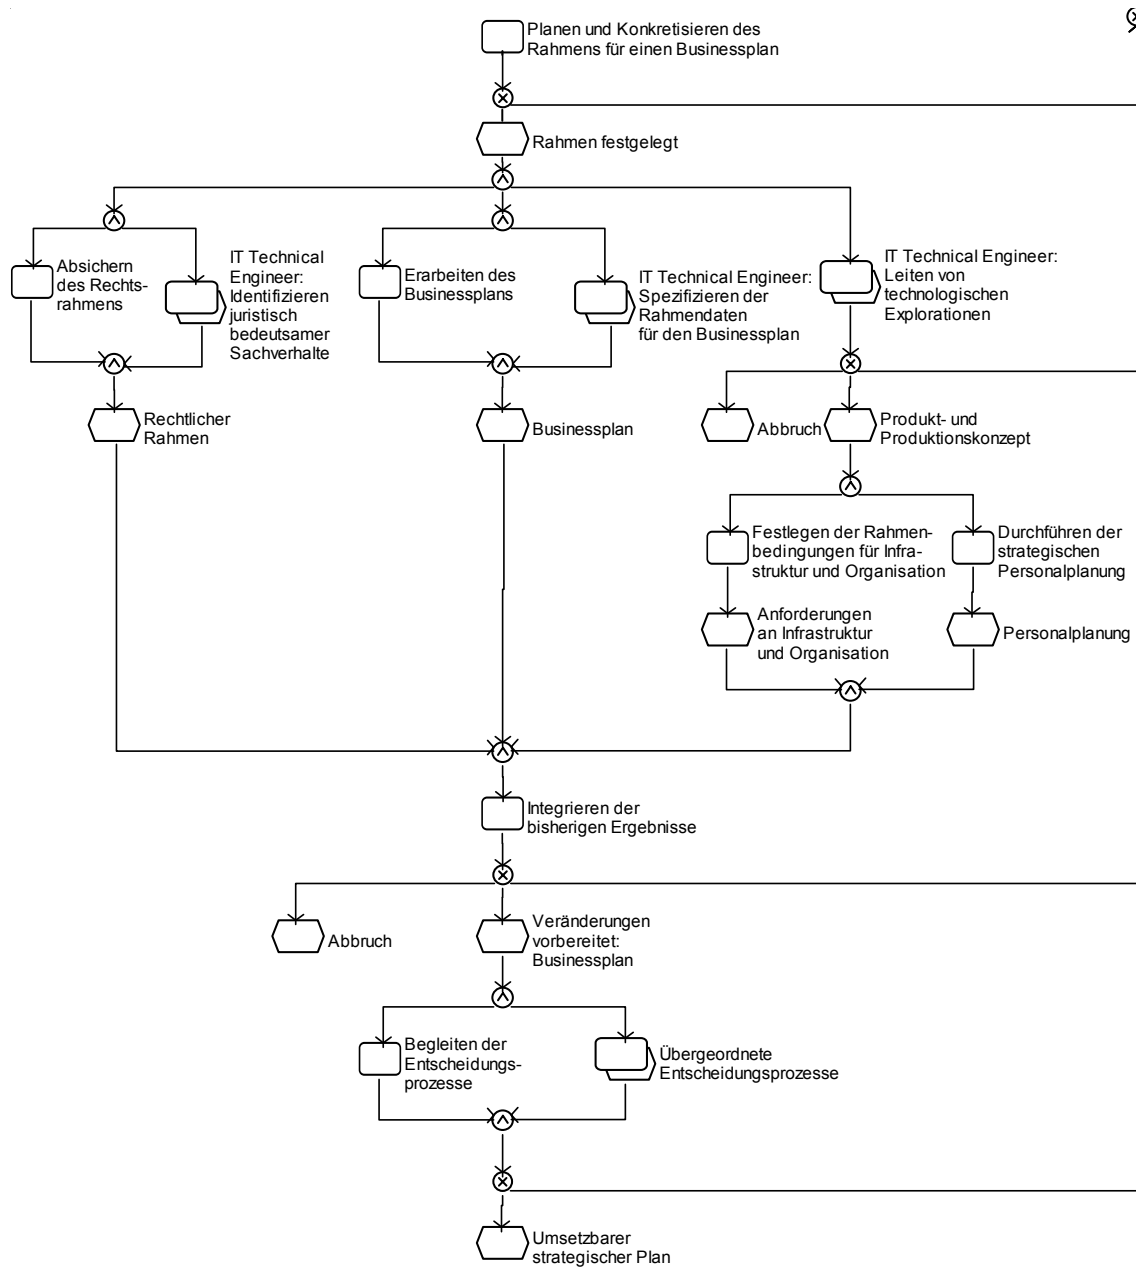 Planen und Konkretisieren des
Rahmens für einen Businessplan
Rahmen festgelegt
Absichern
des Rechts-
rahmens
IT Technical
Engineer:
Identifizieren
juristisch
bedeutsamer
Sachverhalte
Erarbeiten des
Businessplans
IT Technical Engineer:
Spezifizieren der
Rahmendaten
für den Businessplan
IT Technical Engineer:
Leiten von
technologischen
Explorationen
Rechtlicher
Rahmen
Businessplan
Abbruch
Produkt- und
Produktionskonzept
Festlegen der Rahmen-
bedingungen für Infra-
struktur und Organisation
Durchführen der
strategischen
Personalplanung
Anforderungen
an Infrastruktur
und Organisation
Personalplanung
Integrieren der
bisherigen Ergebnisse
Abbruch
Veränderungen
vorbereitet:
Businessplan
Begleiten der
Entscheidungs-
prozesse
Übergeordnete
Entscheidungsprozesse
Umsetzbarer
strategischer Plan